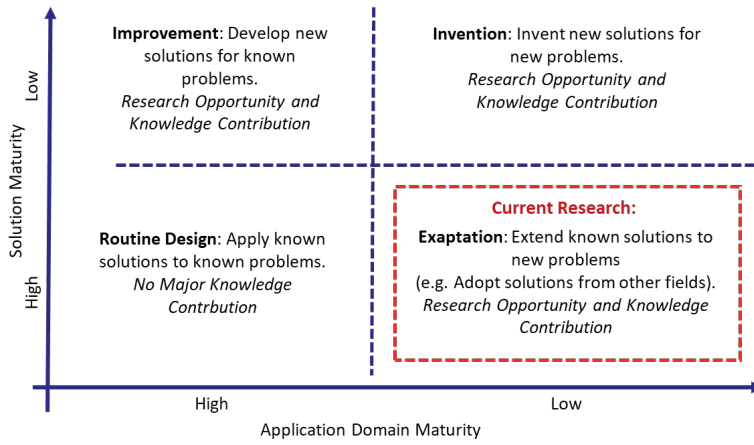 Improvement: Develop new
solutions for known
problems.
Research Opportunity and
Knowledge Contribution
Invention: Invent new solutions for
new problems.
Research Opportunity and
Knowledge Contribution
Low
Solution Maturity
High
Routine Design: Apply known
solutions to known problems.
No Major Knowledge
Contrbution
Current Research:
Exaptation: Extend known solutions to
new problems
(e.g. Adopt solutions from other fields).
Research Opportunity and Knowledge
Contribution
High
Low
Application Domain Maturity